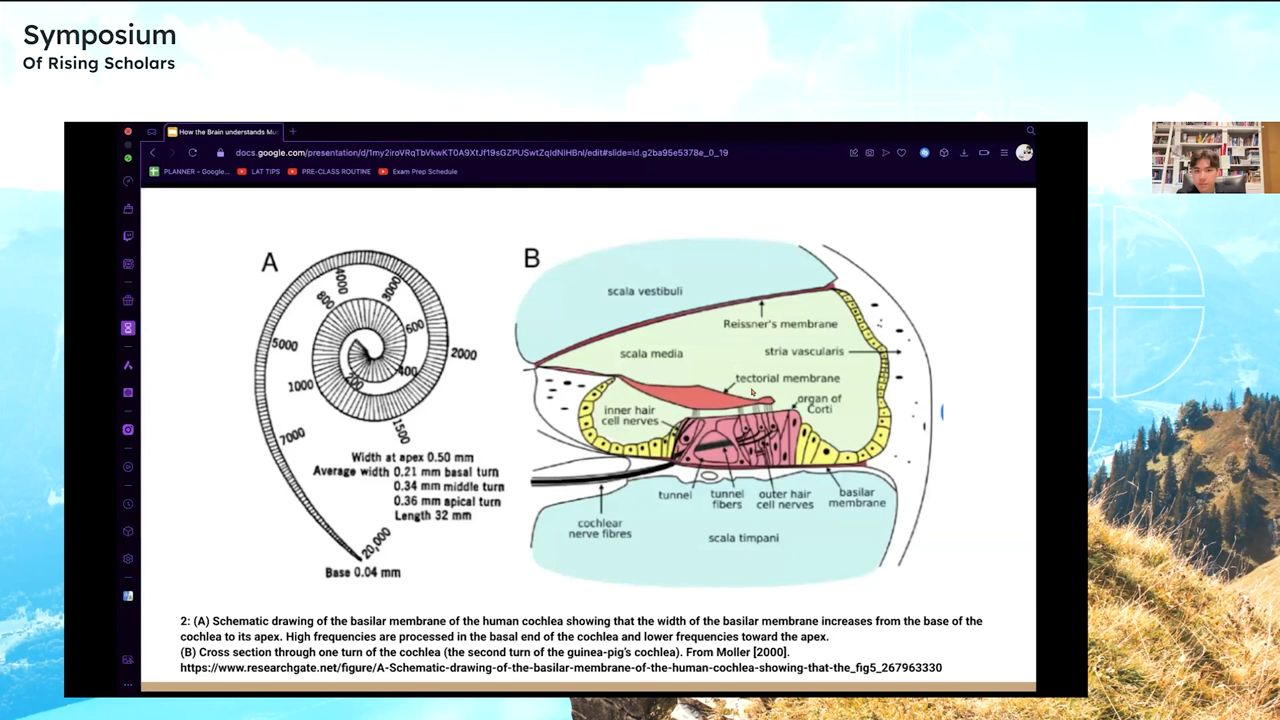 Symposium
Of Rising Scholars
How the Brain understands Mus
docs.google.com/presentation/d/1my2iroVRqTbVkwKT0A9XtJf19sGZPUSwtZqIdNlHBnI/edit#slide=id.g2ba95e5378e_0_19
PLANNER - Google...
LAT TIPS
PRE-CLASS ROUTINE
Exam Prep Schedule
A
4000
3000
800
600
5000
2000
400
200
1000
1500
7000
Width at apex 0.50 mm
Average width 0.21 mm basal turn
0.34 mm middle turn
0.36 mm apical turn
Length 32 mm
20,000
Base 0.04 mm
B
scala vestibuli
Reissner's membrane
scala media
stria vascularis
tectorial membrane
organ of
Corti
inner hair
cell nerves
tunnel
tunnel
fibers
outer hair
cell nerves
basilar
membrane
cochlear
nerve fibres
scala timpani
2: (A) Schematic drawing of the basilar membrane of the human cochlea showing that the width of the basilar membrane increases from the base of the
cochlea to its apex. High frequencies are processed in the basal end of the cochlea and lower frequencies toward the apex.
(B) Cross section through one turn of the cochlea (the second turn of the guinea-pig's cochlea). From Moller [2000].
https://www.researchgate.net/figure/A-Schematic-drawing-of-the-basilar-membrane-of-the-human-cochlea-showing-that-the_fig5_267963330